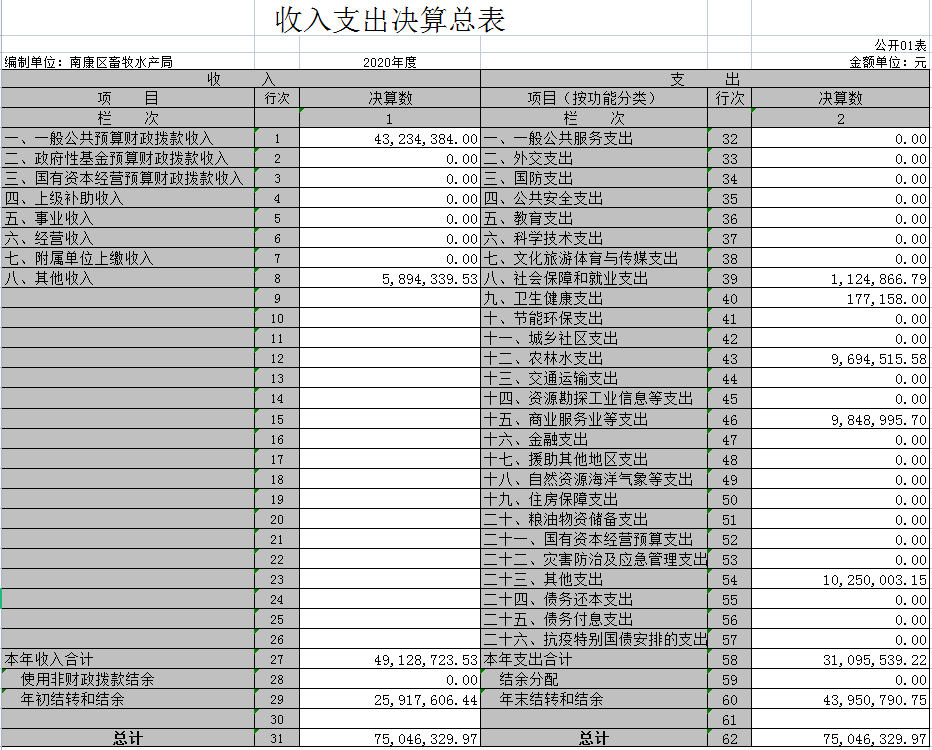 收入支出决算总表
公开01表
编制单位：南康区畜牧水产局 2020年度 金额单位：元
收 入 支 出
项 目 行次 决算数 项目（按功能分类） 行次 决算数
栏 次 1 栏 次 2
一、一般公共预算财政拨款收入 1 43,234,384.00 一、一般公共服务支出 32 0.00
二、政府性基金预算财政拨款收入 2 0.00 二、外交支出 33 0.00
三、国有资本经营预算财政拨款收入 3 0.00 三、国防支出 34 0.00
四、上级补助收入 4 0.00 四、公共安全支出 35 0.00
五、事业收入 5 0.00 五、教育支出 36 0.00
六、经营收入 6 0.00 六、科学技术支出 37 0.00
七、附属单位上缴收入 7 0.00 七、文化旅游体育与传媒支出 38 0.00
八、其他收入 8 5,894,339.53 八、社会保障和就业支出 39 1,124,866.79
9 九、卫生健康支出 40 177,158.00
10 十、节能环保支出 41 0.00
11 十一、城乡社区支出 42 0.00
12 十二、农林水支出 43 9,694,515.58
13 十三、交通运输支出 44 0.00
14 十四、资源勘探工业信息等支出 45 0.00
15 十五、商业服务业等支出 46 9,848,995.70
16 十六、金融支出 47 0.00
17 十七、援助其他地区支出 48 0.00
18 十八、自然资源海洋气象等支出 49 0.00
19 十九、住房保障支出 50 0.00
20 二十、粮油物资储备支出 51 0.00
21 二十一、国有资本经营预算支出 52 0.00
22 二十二、灾害防治及应急管理支出 53 0.00
23 二十三、其他支出 54 10,250,003.15
24 二十四、债务还本支出 55 0.00
25 二十五、债务付息支出 56 0.00
26 二十六、抗疫特别国债安排的支出 57 0.00
本年收入合计 27 49,128,723.53 本年支出合计 58 31,095,539.22
使用非财政拨款结余 28 0.00 结余分配 59 0.00
年初结转和结余 29 25,917,606.44 年末结转和结余 60 43,950,790.75
30 61
总计 31 75,046,329.97 总计 62 75,046,329.97